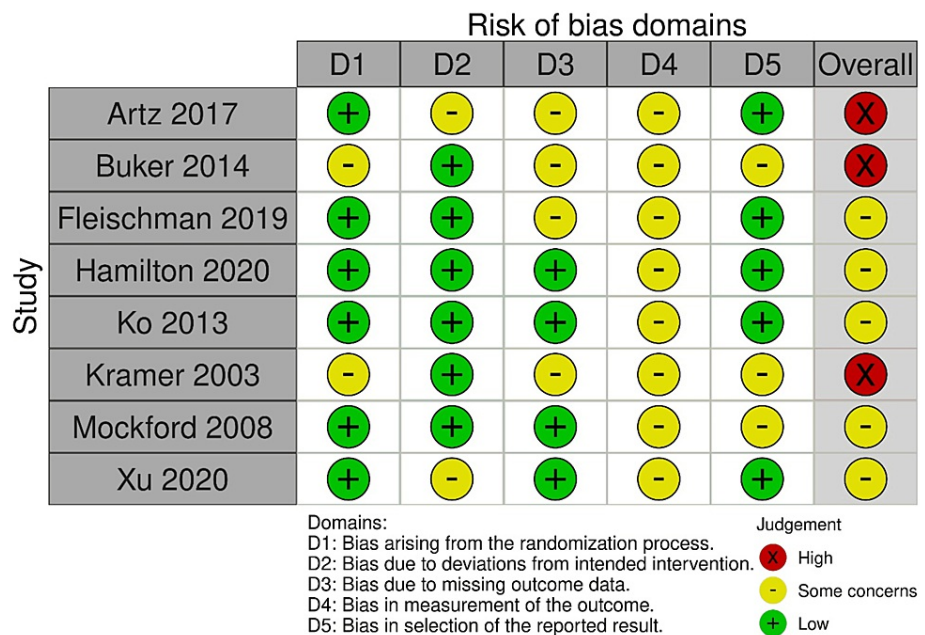 Risk of bias domains
D1 D2 D3 D4 D5 Overall
Study
Artz 2017 + - - - + X
Buker 2014 - + - - - X
Fleischman 2019 + + - - + -
Hamilton 2020 + + + - + -
Ko 2013 + + + - + -
Kramer 2003 - + - - - X
Mockford 2008 + + + - - -
Xu 2020 + - + - + -
Domains:
D1: Bias arising from the randomization process.
D2: Bias due to deviations from intended intervention.
D3: Bias due to missing outcome data.
D4: Bias in measurement of the outcome.
D5: Bias in selection of the reported result.
Judgement
X High
- Some concerns
+ Low